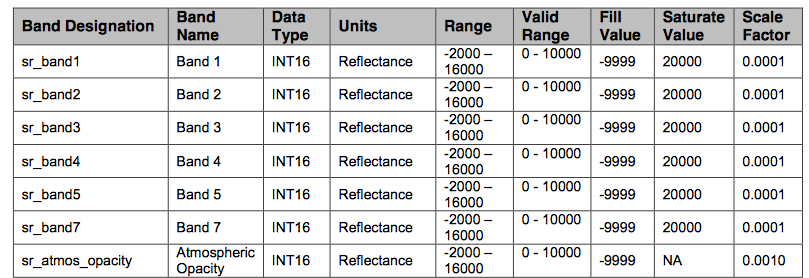 Band Designation Band Name Data Type Units Range Valid Range Fill Value Saturate Value Scale Factor
sr_band1 Band 1 INT16 Reflectance -2000 – 16000 0 - 10000 -9999 20000 0.0001
sr_band2 Band 2 INT16 Reflectance -2000 – 16000 0 - 10000 -9999 20000 0.0001
sr_band3 Band 3 INT16 Reflectance -2000 – 16000 0 - 10000 -9999 20000 0.0001
sr_band4 Band 4 INT16 Reflectance -2000 – 16000 0 - 10000 -9999 20000 0.0001
sr_band5 Band 5 INT16 Reflectance -2000 – 16000 0 - 10000 -9999 20000 0.0001
sr_band7 Band 7 INT16 Reflectance -2000 – 16000 0 - 10000 -9999 20000 0.0001
sr_atmos_opacity Atmospheric Opacity INT16 Reflectance -2000 – 16000 0 - 10000 -9999 NA 0.0010